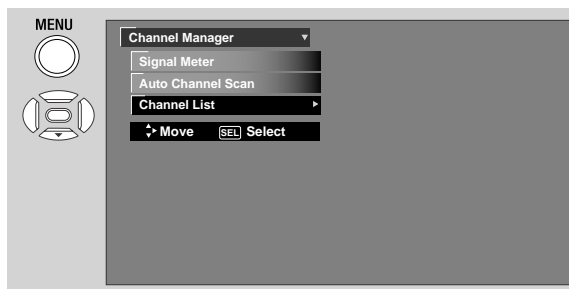 MENU
Channel Manager
Signal Meter
Auto Channel Scan
Channel List
Move SEL Select